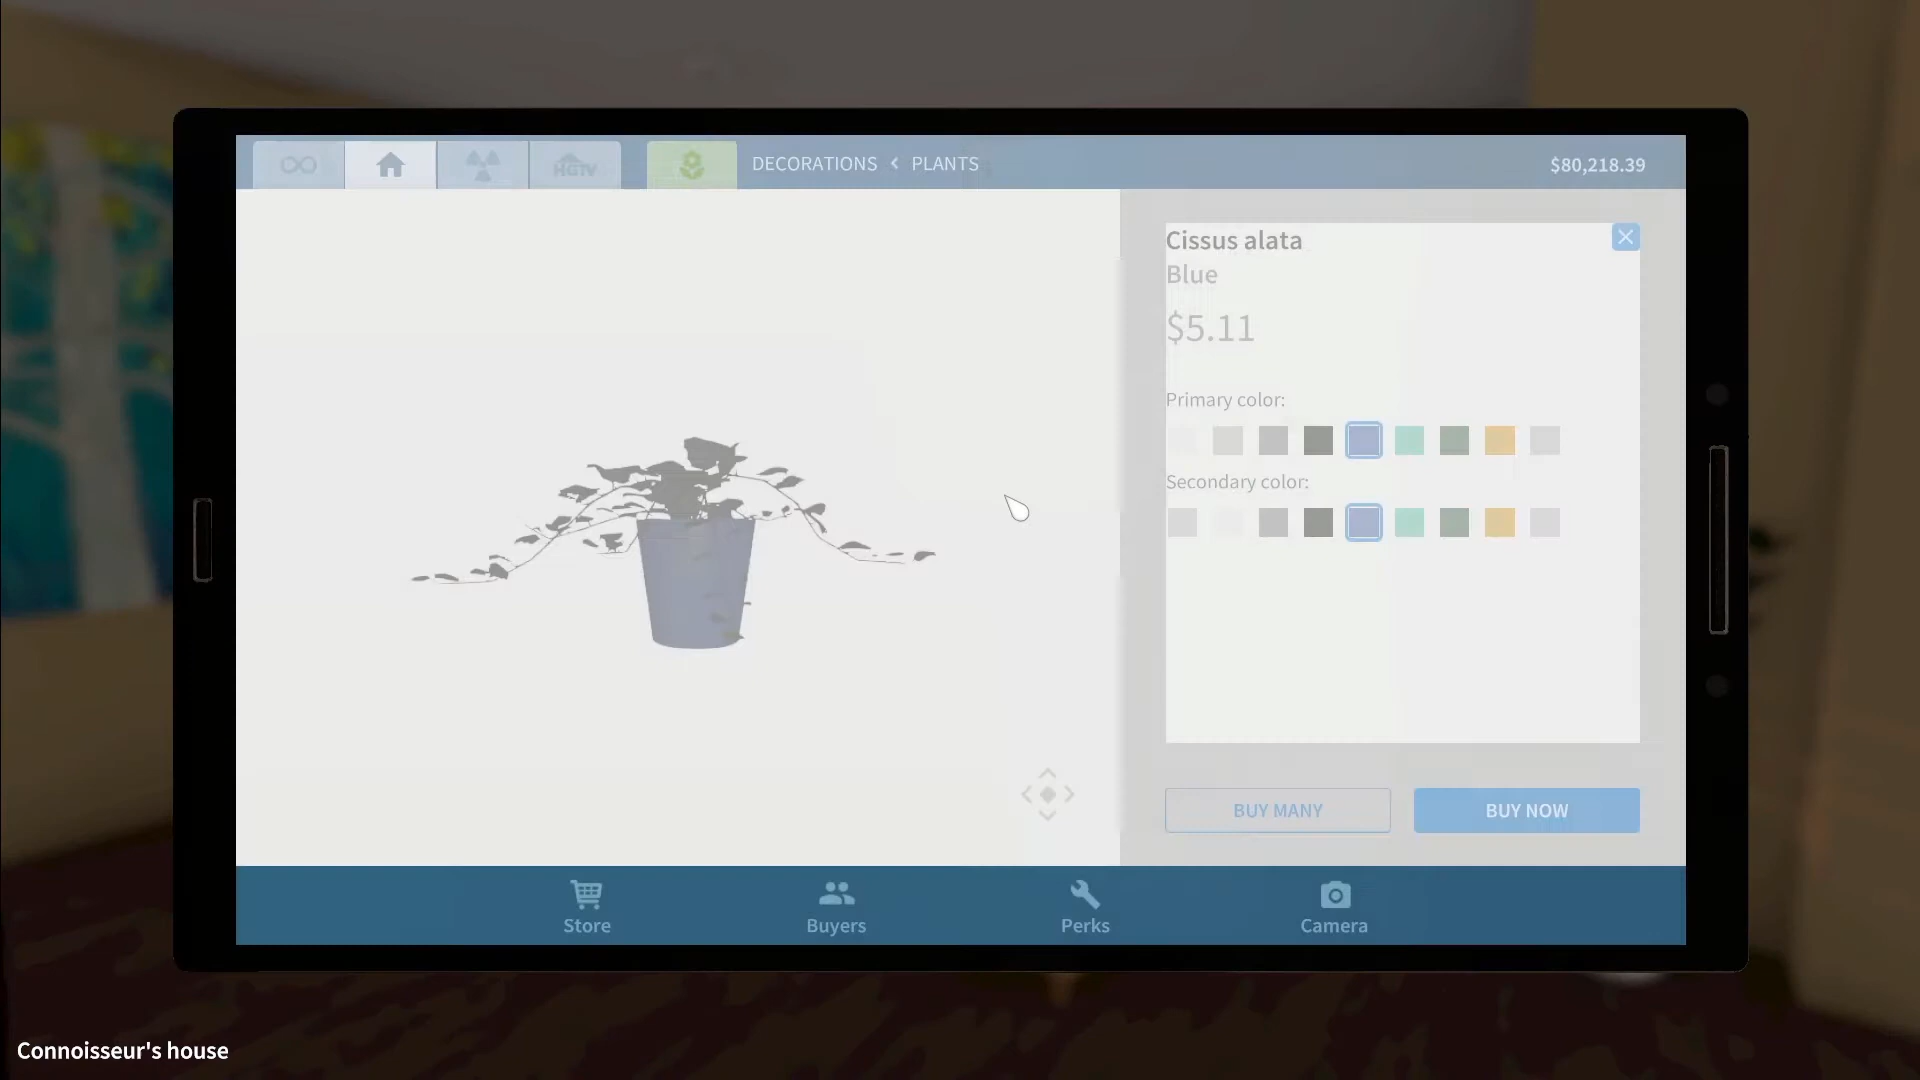 HGTV
DECORATIONS < PLANTS
$80,218.39
Cissus alata
Blue
$5.11
Primary color:
Secondary color:
BUY MANY
BUY NOW
Store
Buyers
Perks
Camera
Connoisseur's house